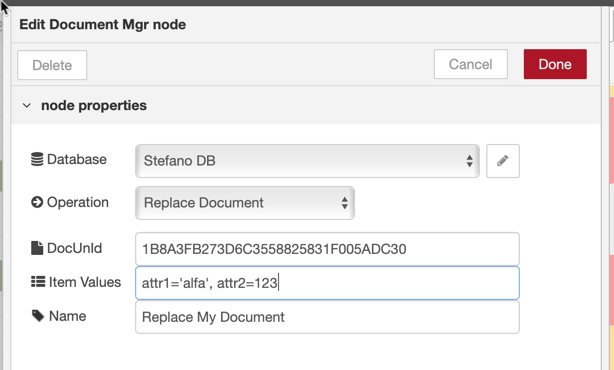 Edit Document Mgr node
Delete
Cancel
Done
node properties
Database
Stefano DB
Operation
Replace Document
DocUnId
1B8A3FB273D6C3558825831F005ADC30
Item Values
attr1='alfa', attr2=123
Name
Replace My Document